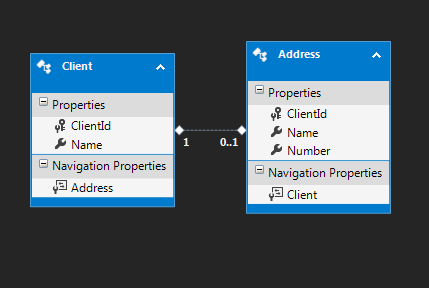 Client
Properties
ClientId
Name
Navigation Properties
Address
1
0..1
Address
Properties
ClientId
Name
Number
Navigation Properties
Client